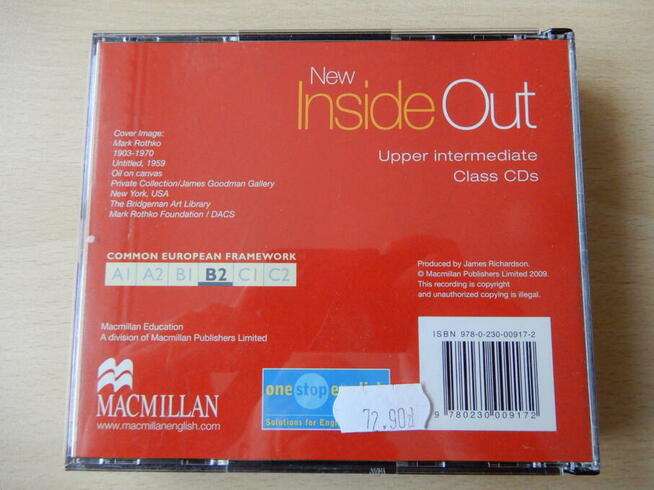 New
Inside Out
Upper intermediate
Class CDs
Cover Image:
Mark Rothko
1903-1970
Untitled, 1959
Oil on canvas
Private Collection/James Goodman Gallery
New York, USA
The Bridgeman Art Library
Mark Rothko Foundation / DACS
COMMON EUROPEAN FRAMEWORK
A1 A2 B1 B2 C1 C2
Produced by James Richardson.
© Macmillan Publishers Limited 2009.
This recording is copyright
and unauthorized copying is illegal.
Macmillan Education
A division of Macmillan Publishers Limited
MACMILLAN
www.macmillanenglish.com
one stop
Solutions for Eng
72,90zł
ISBN 978-0-230-00917-2
9 780230 009172